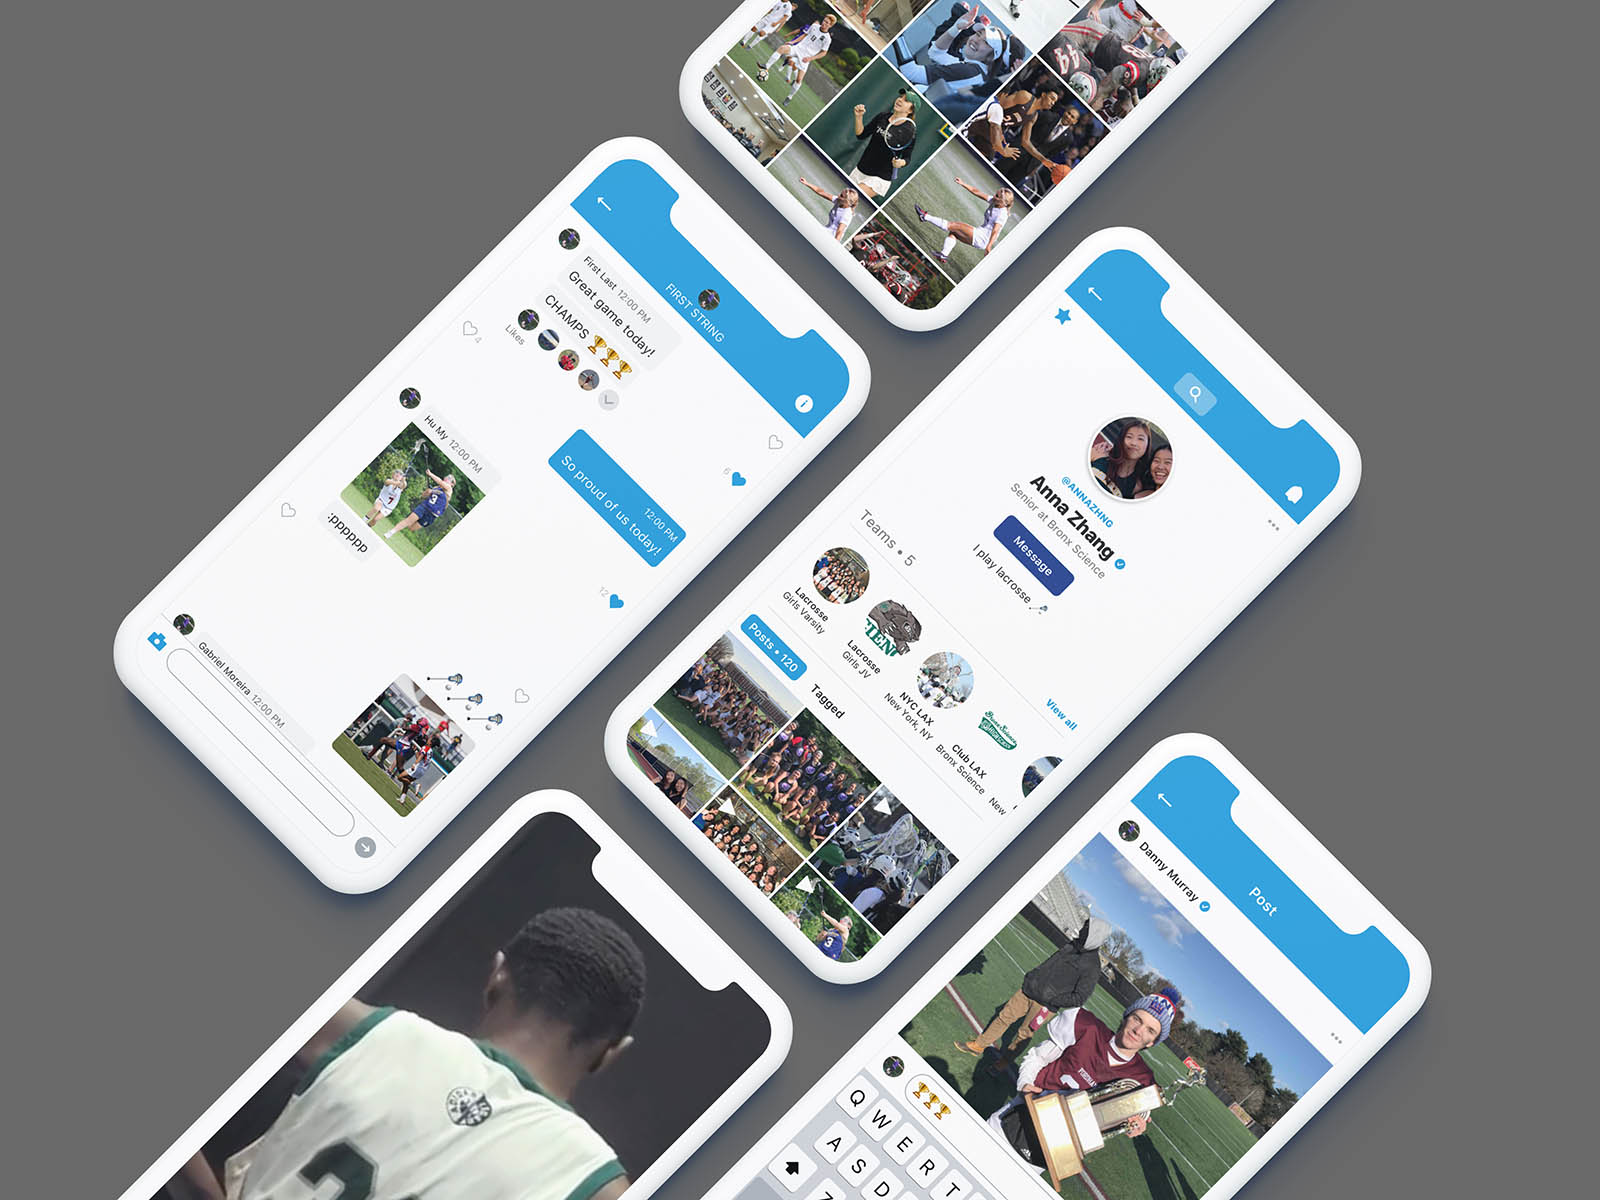 FIRST STRING
First Last 12:00 PM
Great game today!
CHAMPS 🏆🏆🏆
Likes
4
6
Hu My 12:00 PM
:pppppp
12:00 PM
So proud of us today!
12
Gabriel Moreira 12:00 PM
@ANNAZHNG
Anna Zhang
Senior at Bronx Science
Message
I play lacrosse 🥍
Teams • 5
View all
Lacrosse
Girls Varsity
Lacrosse
Girls JV
NYC LAX
New York, NY
Club LAX
Bronx Science
New
Posts • 120
Tagged
Post
Danny Murray
🏆🏆🏆
Q W E R T
A S D
Z